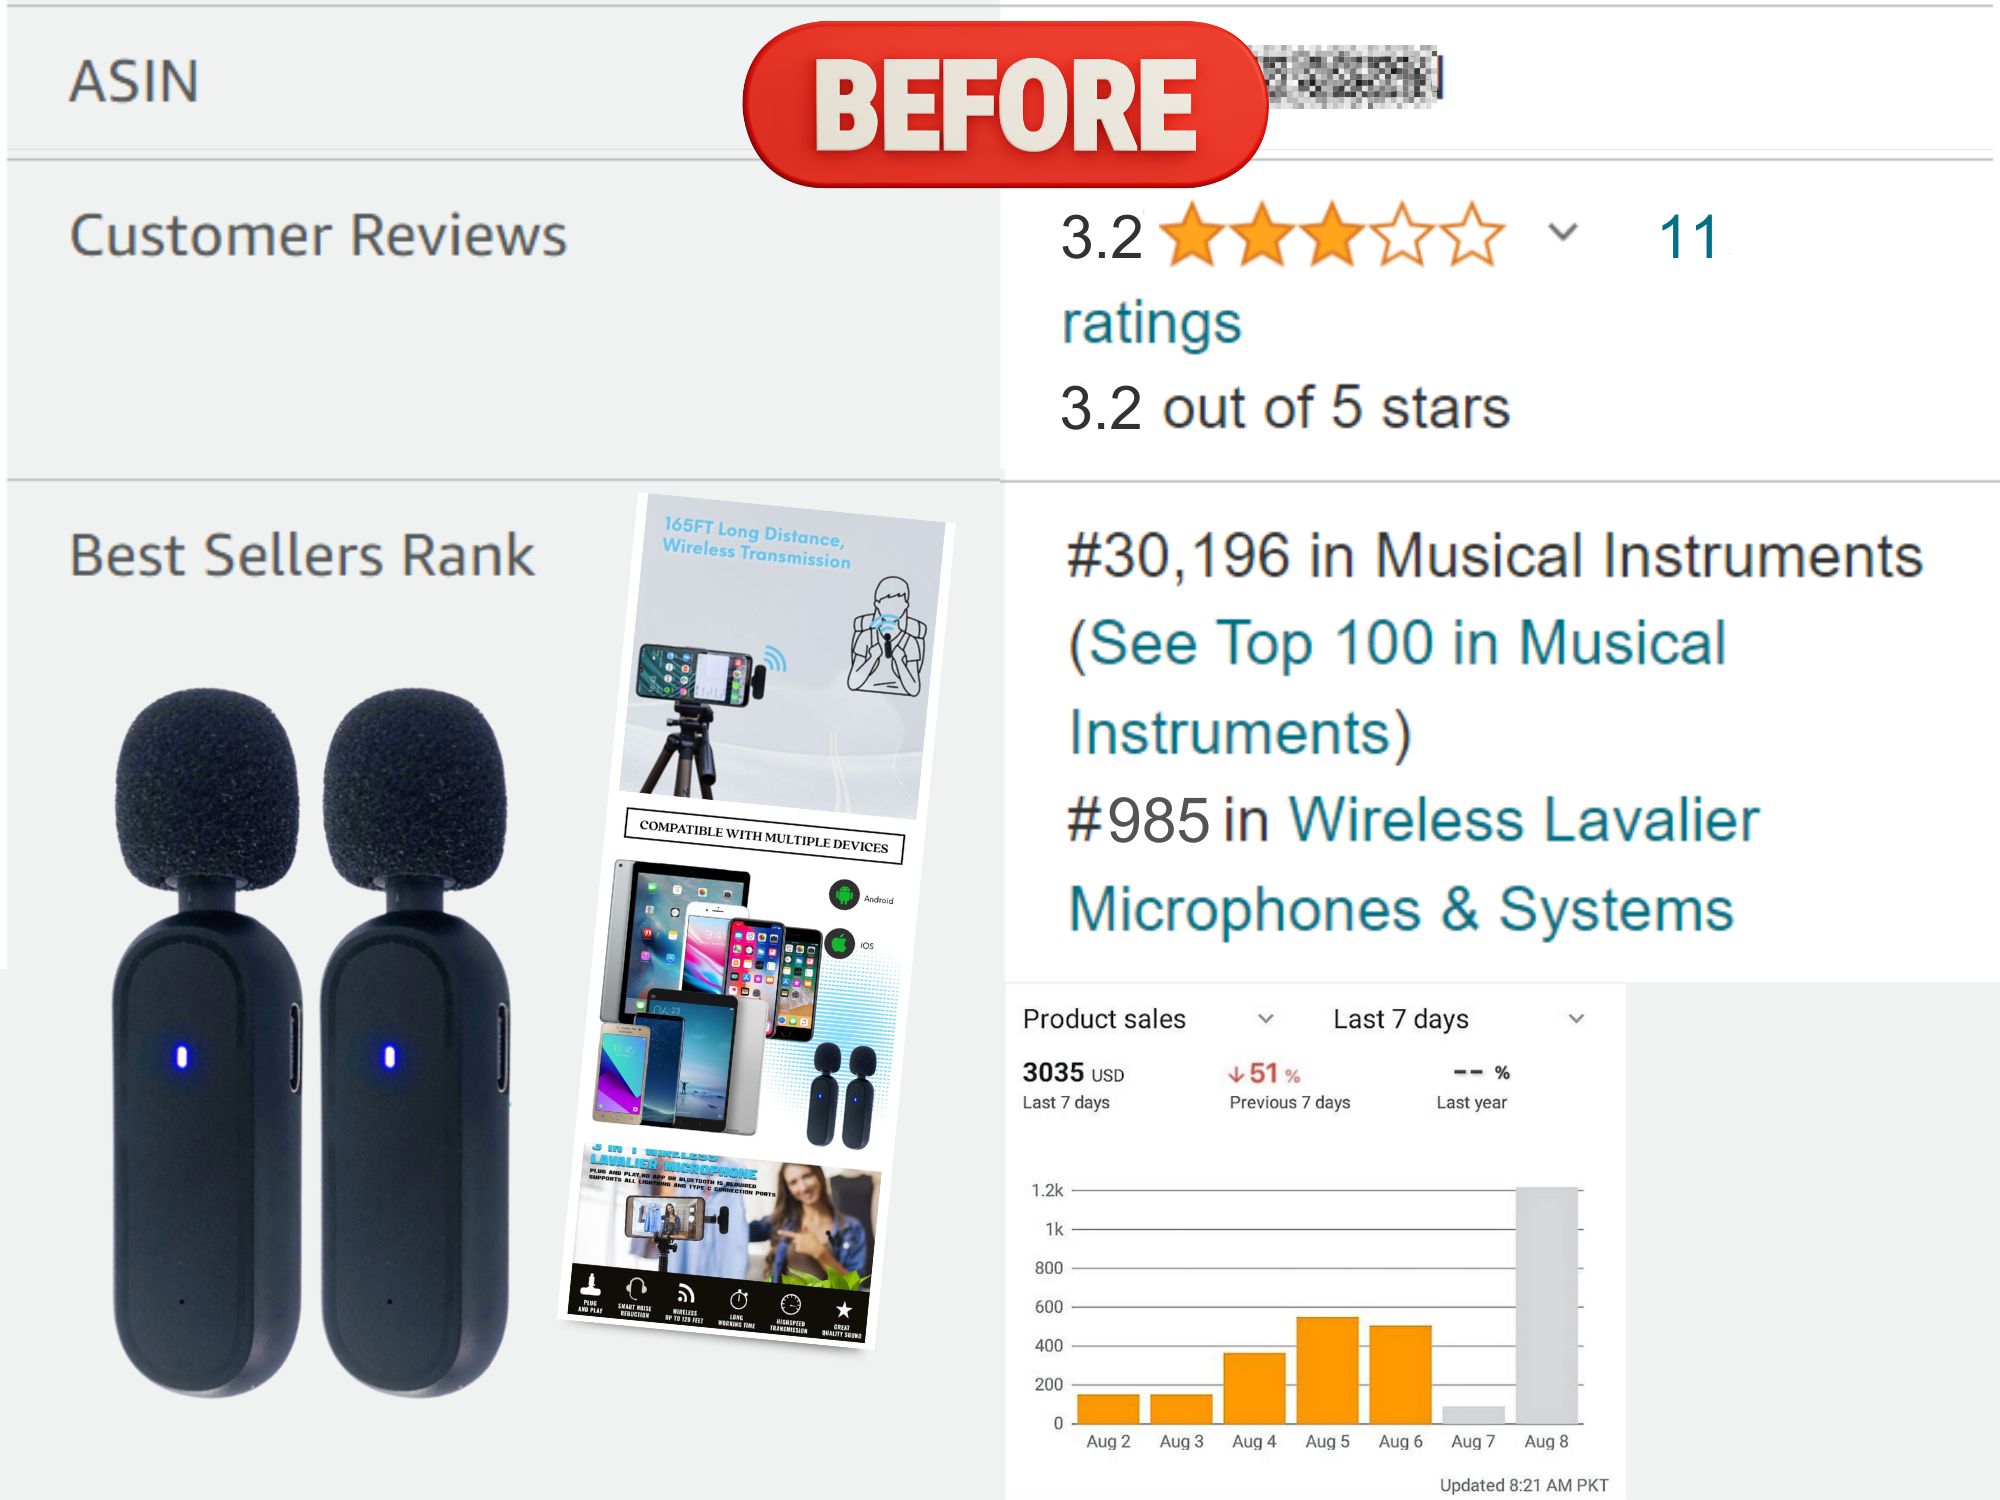 BEFORE
ASIN
Customer Reviews
3.2 11
ratings
3.2 out of 5 stars
Best Sellers Rank
#30,196 in Musical Instruments
(See Top 100 in Musical
Instruments)
#985 in Wireless Lavalier
Microphones & Systems
165FT Long Distance,
Wireless Transmission
COMPATIBLE WITH MULTIPLE DEVICES
Android
iOS
3 IN 1 WIRELESS
LAVALIER MICROPHONE
PLUG AND PLAY,NO APP OR BLUETOOTH IS REQUIRED
SUPPORTS ALL LIGHTNING AND TYPE C CONNECTION PORTS
PLUG
AND PLAY
SMART NOISE
REDUCTION
WIRELESS
UP TO 120 FEET
LONG
WORKING TIME
HIGHSPEED
TRANSMISSION
GREAT
QUALITY SOUND
Product sales Last 7 days
3035 USD 51 % -- %
Last 7 days Previous 7 days Last year
1.2k
1k
800
600
400
200
0
Aug 2 Aug 3 Aug 4 Aug 5 Aug 6 Aug 7 Aug 8
Updated 8:21 AM PKT